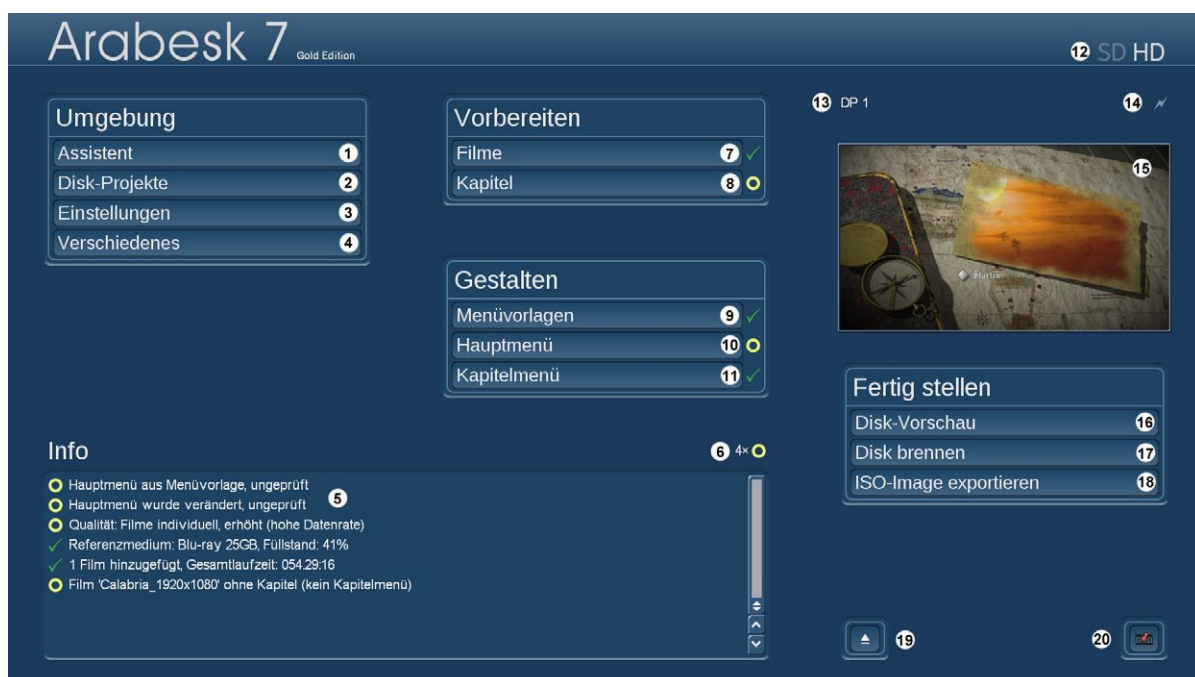 Arabesk 7 Gold Edition
12 SD HD
Umgebung
Assistent 1
Disk-Projekte 2
Einstellungen 3
Verschiedenes 4
Vorbereiten
Filme 7
Kapitel 8
Gestalten
Menüvorlagen 9
Hauptmenü 10
Kapitelmenü 11
13 DP 1 14
15
Starten
Fertig stellen
Disk-Vorschau 16
Disk brennen 17
ISO-Image exportieren 18
Info 6 4×
Hauptmenü aus Menüvorlage, ungeprüft
Hauptmenü wurde verändert, ungeprüft 5
Qualität: Filme individuell, erhöht (hohe Datenrate)
Referenzmedium: Blu-ray 25GB, Füllstand: 41%
1 Film hinzugefügt, Gesamtlaufzeit: 054.29:16
Film 'Calabria_1920x1080' ohne Kapitel (kein Kapitelmenü)
19 20